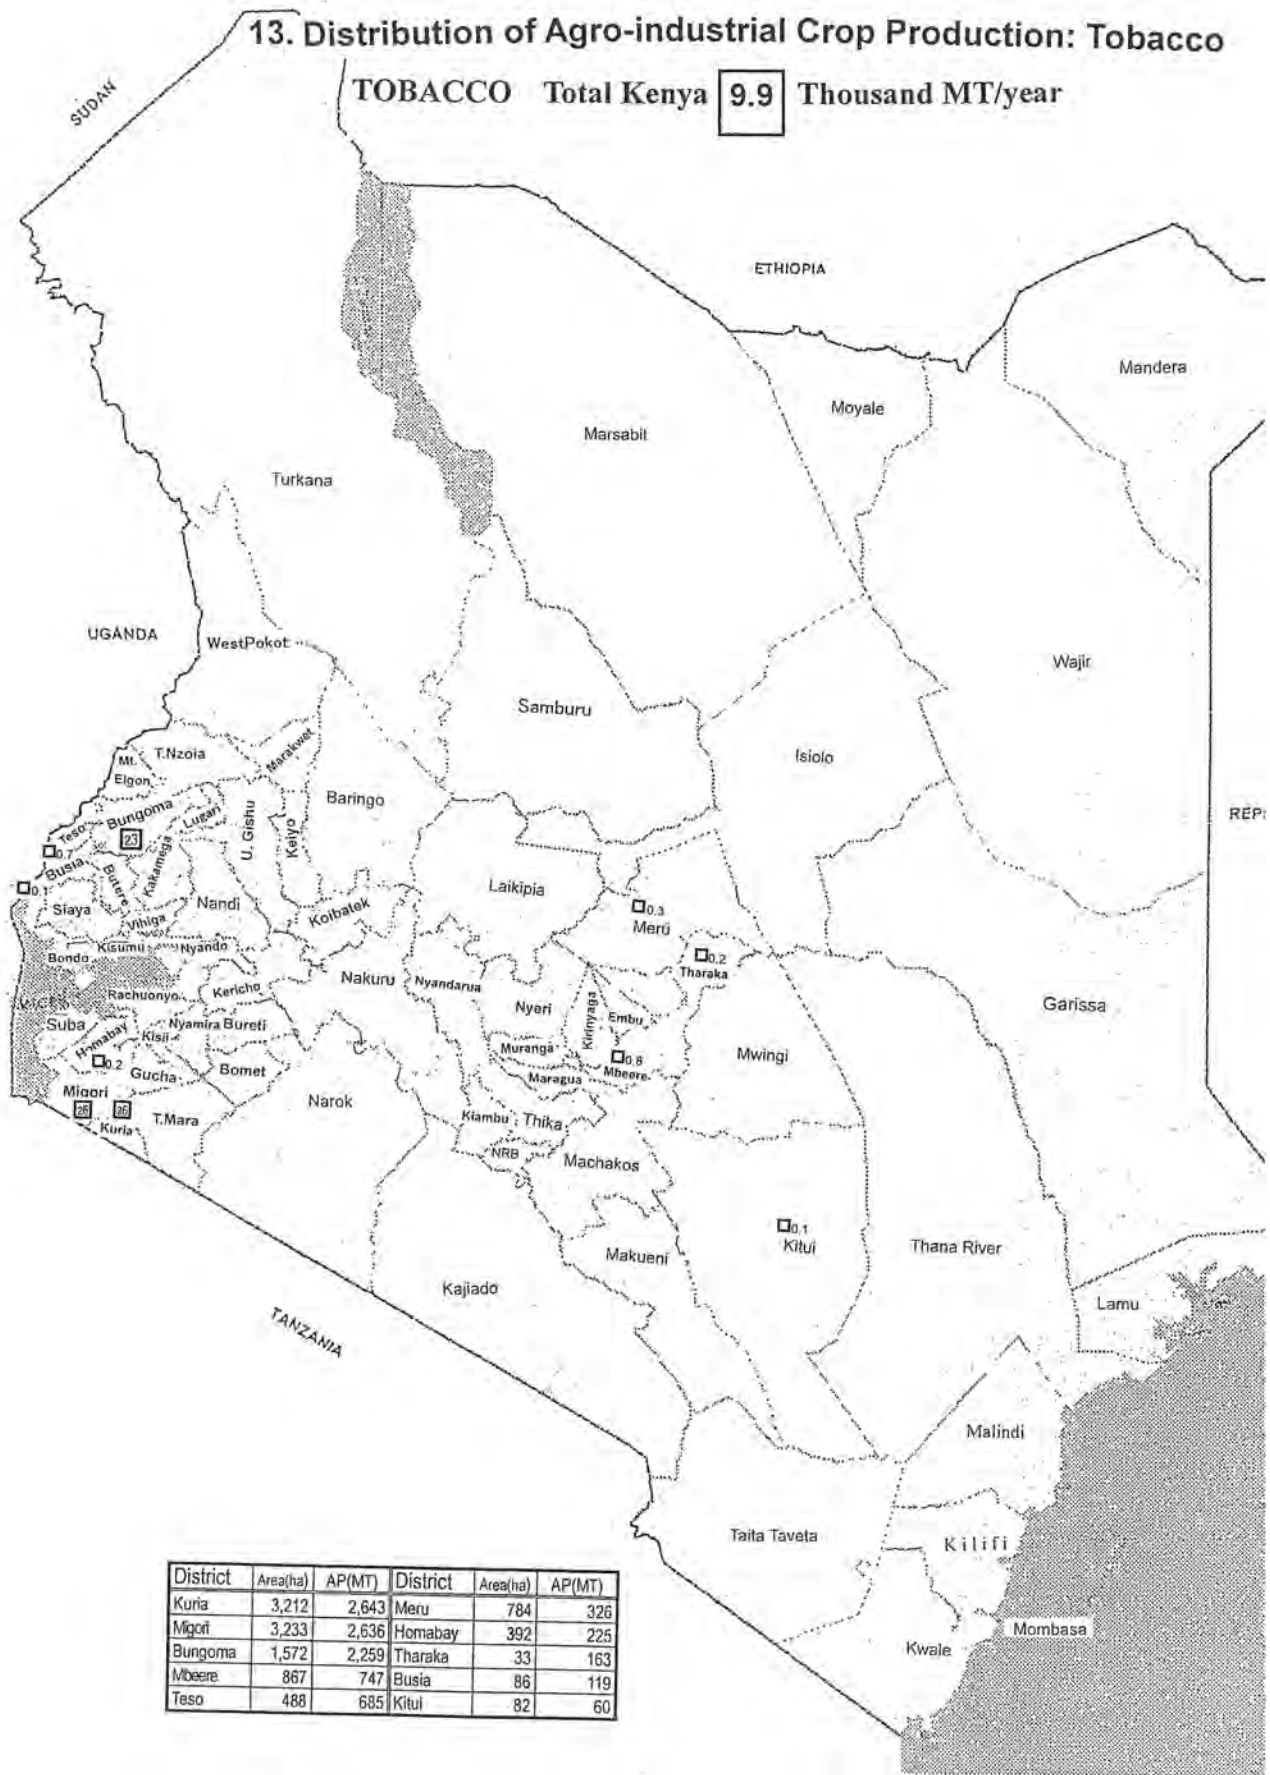 13. Distribution of Agro-industrial Crop Production: Tobacco
TOBACCO Total Kenya 9.9 Thousand MT/year
SUDAN
ETHIOPIA
Mandera
Moyale
Marsabit
Turkana
UGANDA
WestPokot
Wajir
Samburu
Isiolo
T.Nzoia
Marakwet
Mt.
Elgon
Baringo
Bungoma
Lugari
U. Gishu
Keiyo
Teso
23
0.7
REP:
Busia
Butere
Kakamega
0.1
Laikipia
Siaya
Nandi
Koibatek
0.3
Meru
Vihiga
Kisumu
Nyando
Bondo
0.2
Tharaka
Nakuru
Nyandarua
Kericho
Rachuonyo
Garissa
Nyeri
Kirinyaga
Embu
Suba
Homabay
Nyamira
Bureti
Kisii
Muranga
Mwingi
0.2
Gucha
Bomet
0.8
Mbeere
Maragua
Migori
Narok
26
26
Kuria
T.Mara
Kiambu
Thika
NRB
Machakos
0.1
Kitui
Makueni
Thana River
Kajiado
Lamu
TANZANIA
Malindi
Taita Taveta
Kilifi
Mombasa
Kwale
District Area(ha) AP(MT) District Area(ha) AP(MT)
Kuria 3,212 2,643 Meru 784 326
Migori 3,233 2,636 Homabay 392 225
Bungoma 1,572 2,259 Tharaka 33 163
Mbeere 867 747 Busia 86 119
Teso 488 685 Kitui 82 60